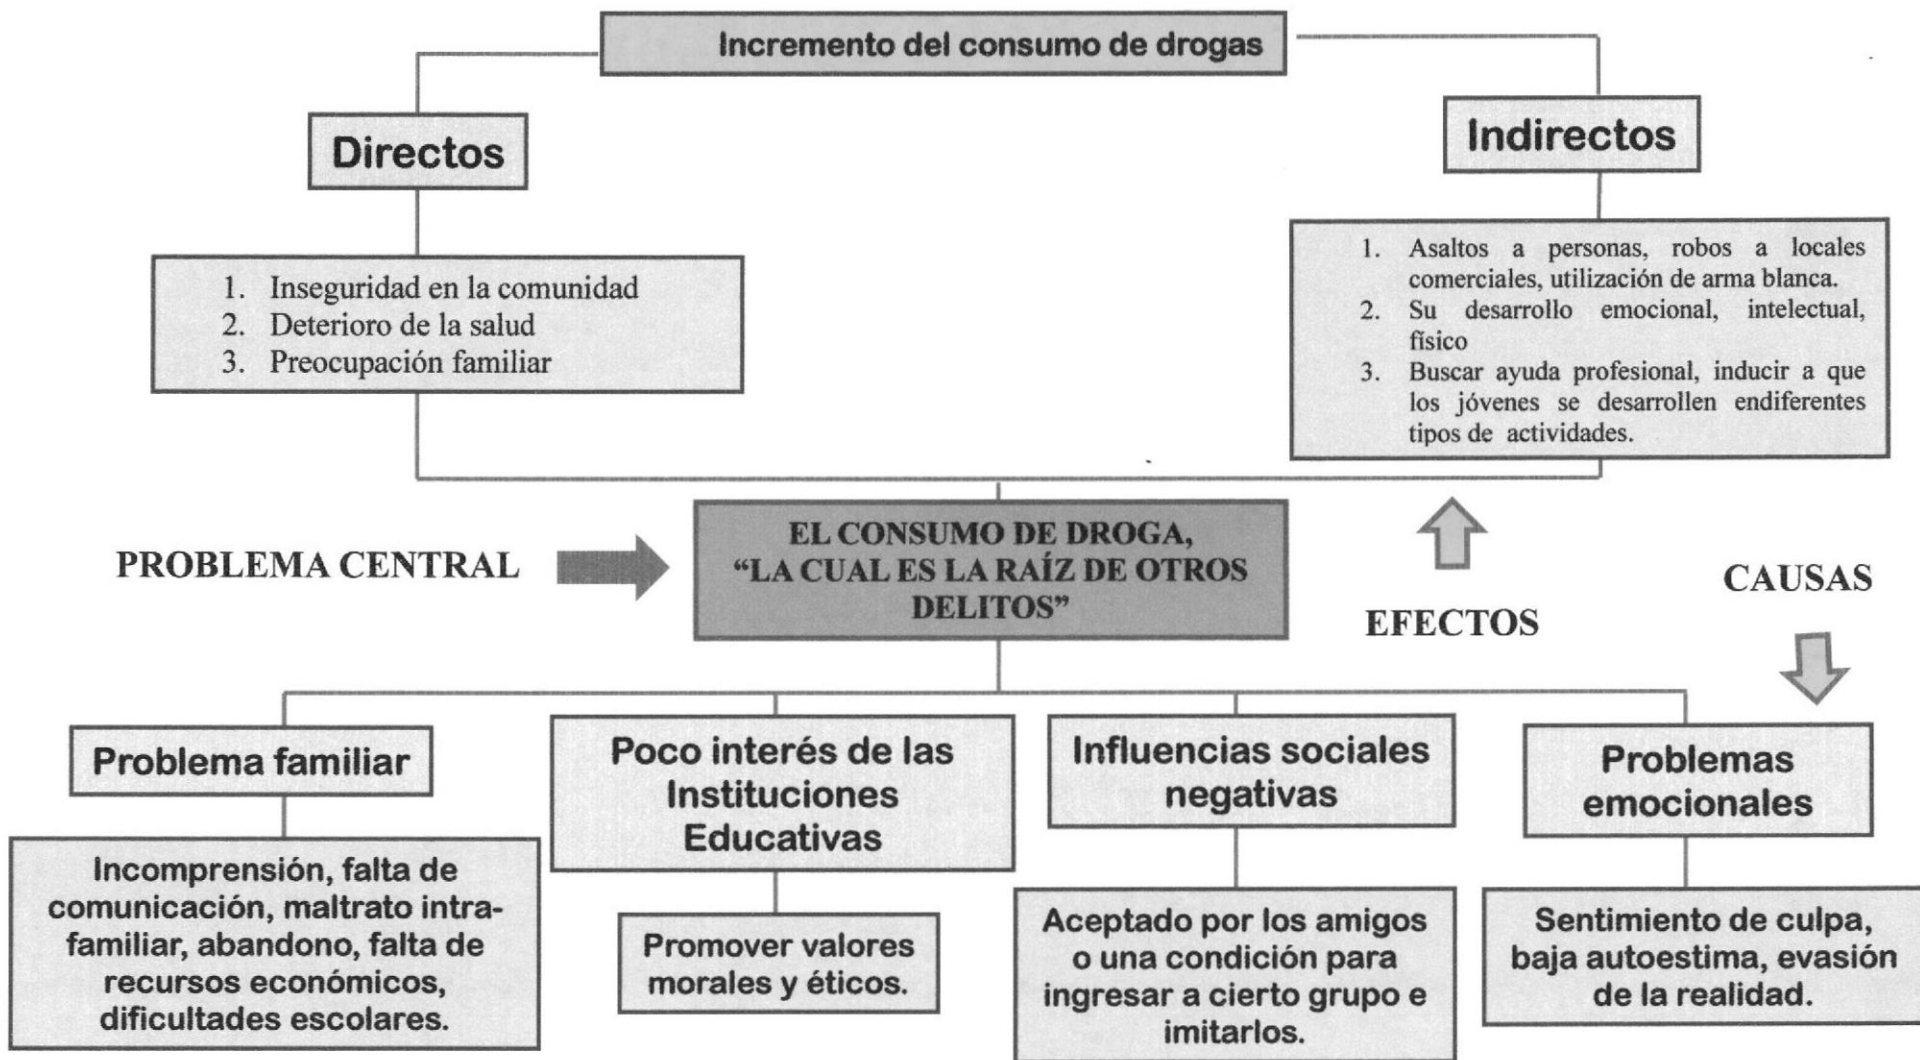 Incremento del consumo de drogas
Directos
Indirectos
1. Inseguridad en la comunidad
2. Deterioro de la salud
3. Preocupación familiar
1. Asaltos a personas, robos a locales
comerciales, utilización de arma blanca.
2. Su desarrollo emocional, intelectual,
físico
3. Buscar ayuda profesional, inducir a que
los jóvenes se desarrollen endiferentes
tipos de actividades.
PROBLEMA CENTRAL
EL CONSUMO DE DROGA,
“LA CUAL ES LA RAÍZ DE OTROS
DELITOS”
EFECTOS
CAUSAS
Problema familiar
Poco interés de las
Instituciones
Educativas
Influencias sociales
negativas
Problemas
emocionales
Incomprensión, falta de
comunicación, maltrato intra-
familiar, abandono, falta de
recursos económicos,
dificultades escolares.
Promover valores
morales y éticos.
Aceptado por los amigos
o una condición para
ingresar a cierto grupo e
imitarlos.
Sentimiento de culpa,
baja autoestima, evasión
de la realidad.